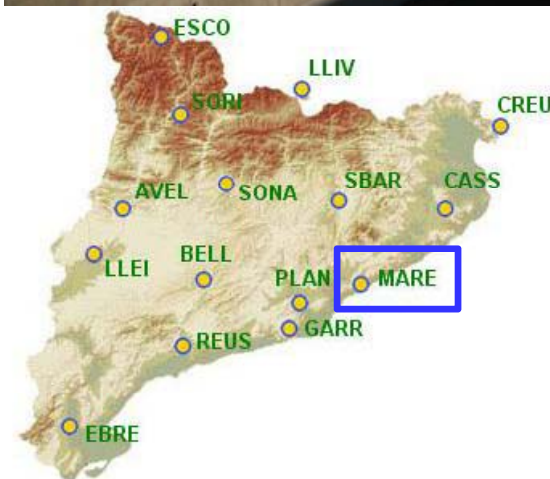 ESCO
LLIV
SORI
CREU
AVEL
SONA
SBAR
CASS
LLEI
BELL
PLAN
MARE
REUS
GARR
EBRE